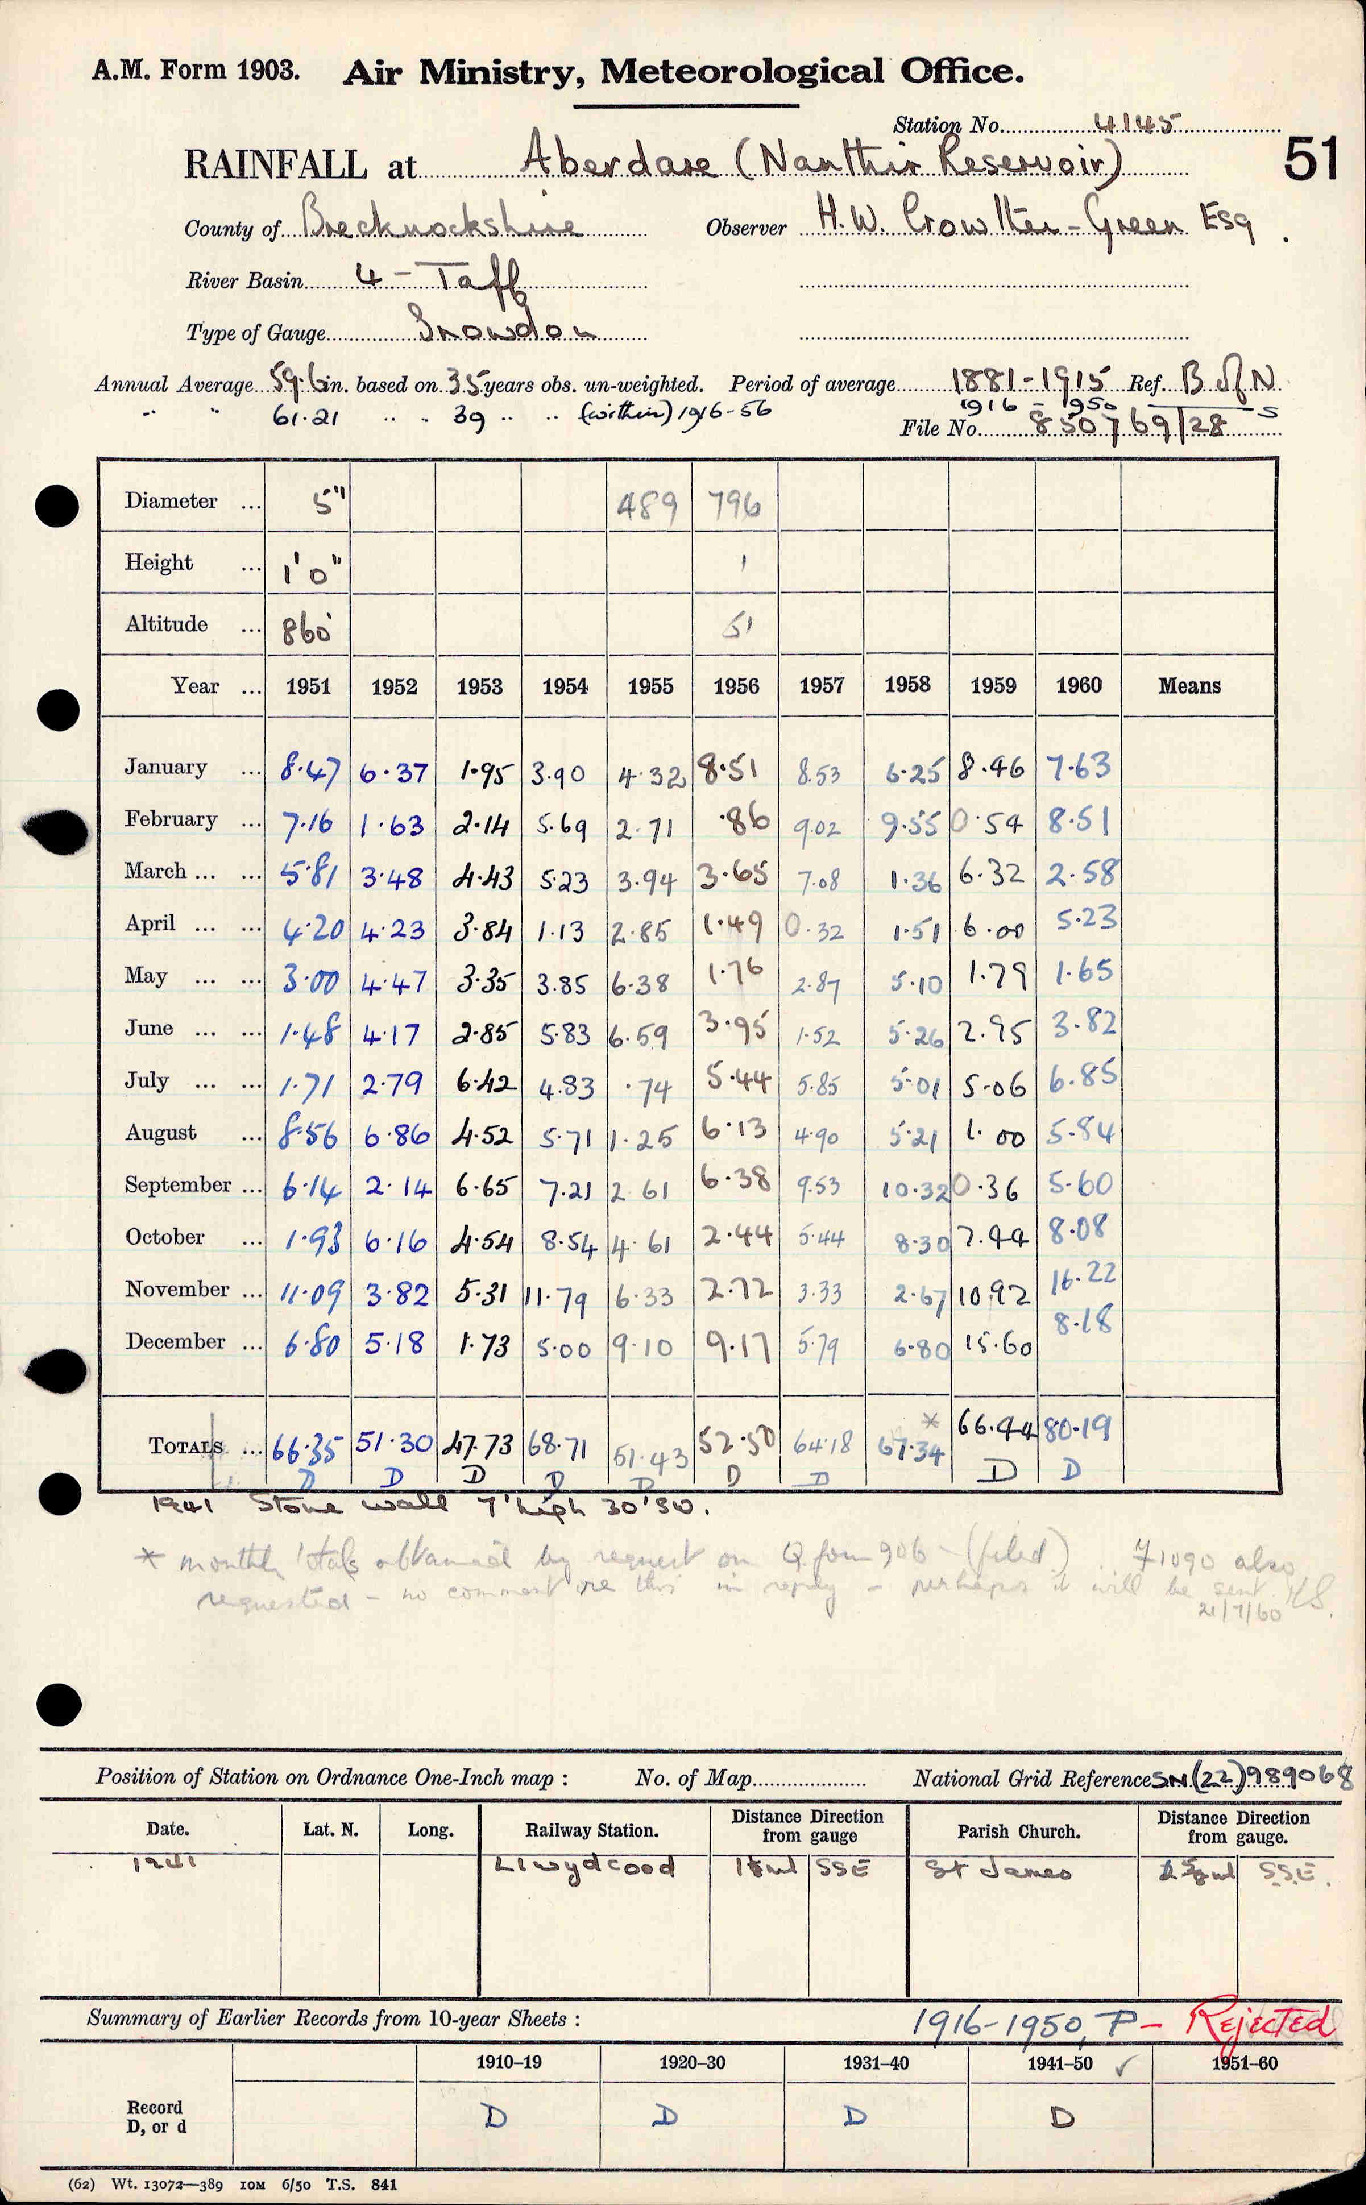 A.M. Form 1903. Air Ministry, Meteorological Office.
Station No. 4145
51
RAINFALL at Aberdare (Nanthir Reservoir)
County of Brecknockshire Observer H.W. Crowther-Green Esq.
River Basin 4 - Taff
Type of Gauge Snowdon
Annual Average 59.6 in. based on 35 years obs. un-weighted. Period of average 1881-1915 Ref. B of N
" " 61.21 " " 39 " " (within) 1916-56 1916 - 1950 S
File No. 850769/28
Diameter ... 5" 489 796
Height ... 1'0" 1
Altitude ... 860' 51
Year ... 1951 1952 1953 1954 1955 1956 1957 1958 1959 1960 Means
January ... 8.47 6.37 1.95 3.90 4.32 8.51 8.53 6.25 8.46 7.63
February ... 7.16 1.63 2.14 5.69 2.71 .86 9.02 9.55 0.54 8.51
March ... ... 5.81 3.48 4.43 5.23 3.94 3.65 7.08 1.36 6.32 2.58
April ... ... 4.20 4.23 3.84 1.13 2.85 1.49 0.32 1.51 6.00 5.23
May ... ... 3.00 4.47 3.35 3.85 6.38 1.76 2.87 5.10 1.79 1.65
June ... ... 1.48 4.17 2.85 5.83 6.59 3.95 1.52 5.26 2.95 3.82
July ... ... 1.71 2.79 6.42 4.83 .74 5.44 5.85 5.01 5.06 6.85
August ... 8.56 6.86 4.52 5.71 1.25 6.13 4.90 5.21 1.00 5.84
September ... 6.14 2.14 6.65 7.21 2.61 6.38 9.53 10.32 0.36 5.60
October ... 1.93 6.16 4.54 8.54 4.61 2.44 5.44 8.30 7.44 8.08
November ... 11.09 3.82 5.31 11.79 6.33 2.72 3.33 2.67 10.92 16.22
December ... 6.80 5.18 1.73 5.00 9.10 9.17 5.79 6.80 15.60 8.18
TOTALS ... 66.35 51.30 47.73 68.71 51.43 52.50 64.18 *67.34 66.44 80.19
D D D D D D D D D
1941 Stone wall 7' high 30' SW.
* monthly totals obtained by request on Q form 906 - (filed) F1090 also
requested - no comment re this in reply - perhaps it will be sent HS.
21/7/60
Position of Station on Ordnance One-Inch map : No. of Map National Grid Reference SN (22) 989068
Date. Lat. N. Long. Railway Station. Distance Direction from gauge Parish Church. Distance Direction from gauge.
1941 Llwydcoed SSE St James SSE.
Summary of Earlier Records from 10-year Sheets : 1916-1950, P - Rejected
1910-19 1920-30 1931-40 1941-50 ✓ 1951-60
Record D, or d D D D D
(62) Wt. 13072—389 10M 6/50 T.S. 841